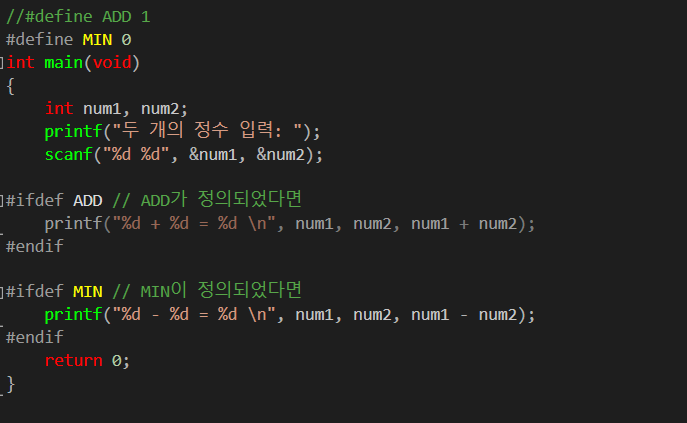 //#define ADD 1
#define MIN 0
int main(void)
{
    int num1, num2;
    printf("두 개의 정수 입력: ");
    scanf("%d %d", &num1, &num2);

#ifdef ADD // ADD가 정의되었다면
    printf("%d + %d = %d \n", num1, num2, num1 + num2);
#endif

#ifdef MIN // MIN이 정의되었다면
    printf("%d - %d = %d \n", num1, num2, num1 - num2);
#endif
    return 0;
}